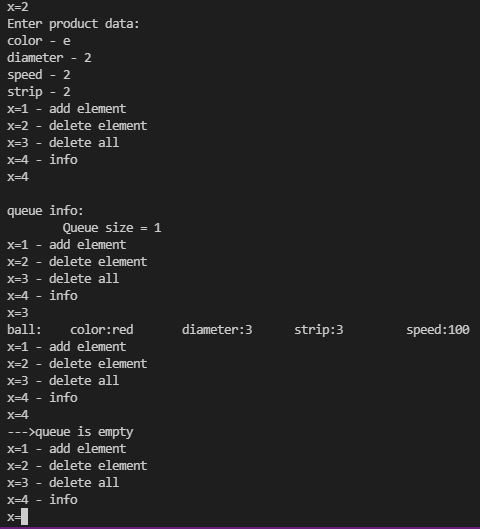 x=2
Enter product data:
color - e
diameter - 2
speed - 2
strip - 2
x=1 - add element
x=2 - delete element
x=3 - delete all
x=4 - info
x=4
queue info:
Queue size = 1
x=1 - add element
x=2 - delete element
x=3 - delete all
x=4 - info
x=3
ball: color:red diameter:3 strip:3 speed:100
x=1 - add element
x=2 - delete element
x=3 - delete all
x=4 - info
x=4
--->queue is empty
x=1 - add element
x=2 - delete element
x=3 - delete all
x=4 - info
x=